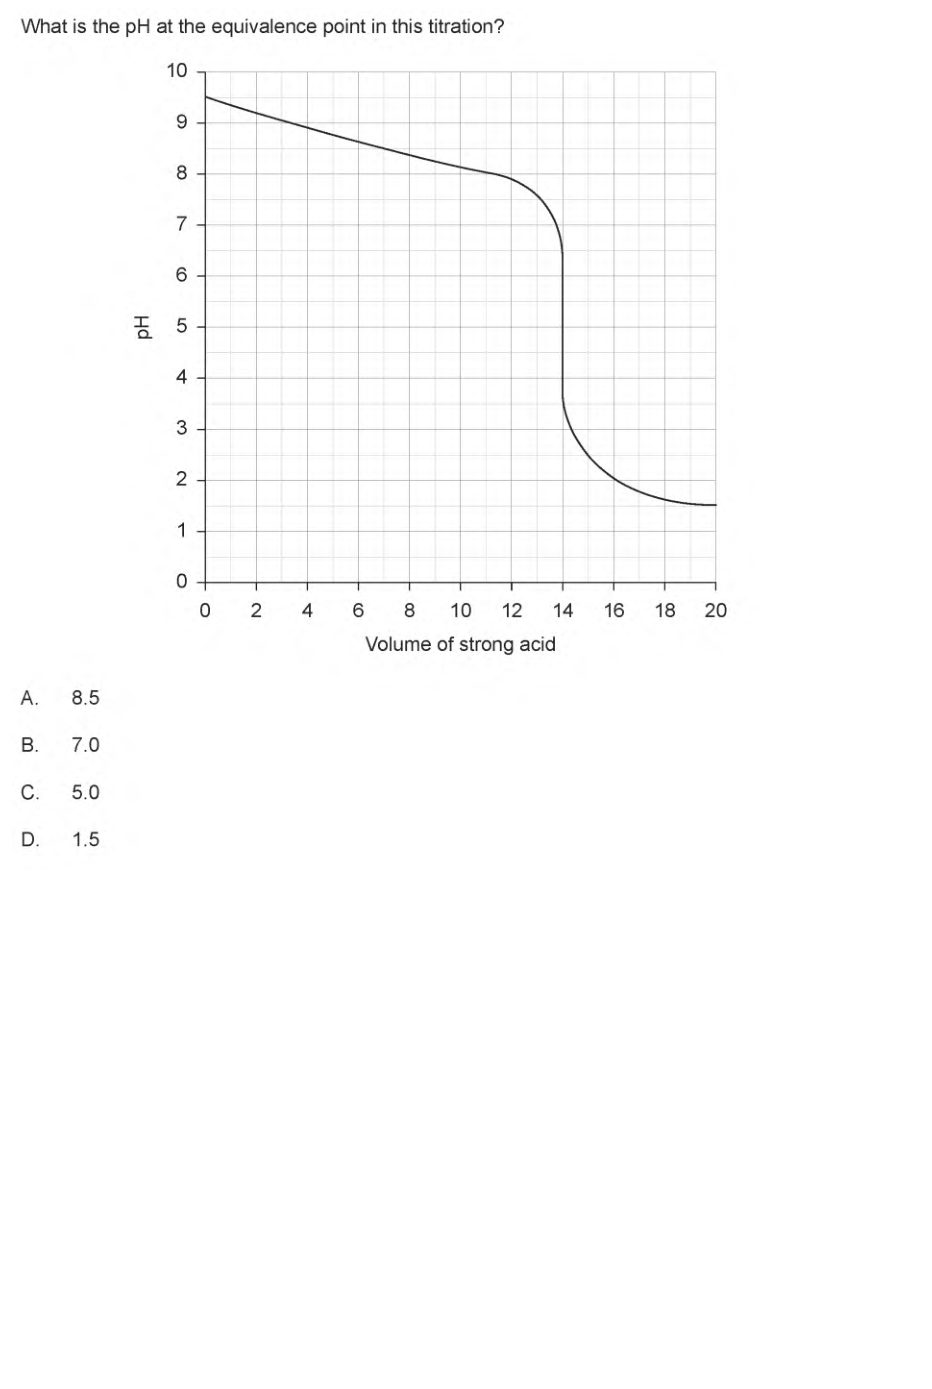 What is the pH at the equivalence point in this titration?
10
9
8
7
6
5
4
3
2
1
0
pH
0 2 4 6 8 10 12 14 16 18 20
Volume of strong acid
A. 8.5
B. 7.0
C. 5.0
D. 1.5